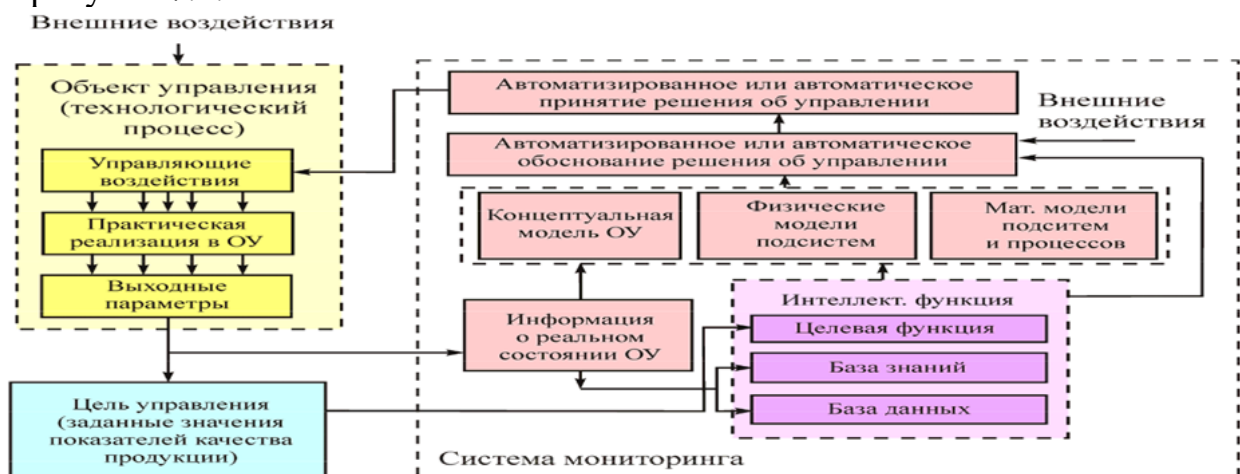 Внешние воздействия
Объект управления
(технологический
процесс)
Управляющие
воздействия
Практическая
реализация в ОУ
Выходные
параметры
Цель управления
(заданные значения
показателей качества
продукции)
Автоматизированное или автоматическое
принятие решения об управлении
Внешние
воздействия
Автоматизированное или автоматическое
обоснование решения об управлении
Концептуальная
модель ОУ
Физические
модели
подсистем
Мат. модели
подситем
и процессов
Информация
о реальном
состоянии ОУ
Интеллект. функция
Целевая функция
База знаний
База данных
Система мониторинга